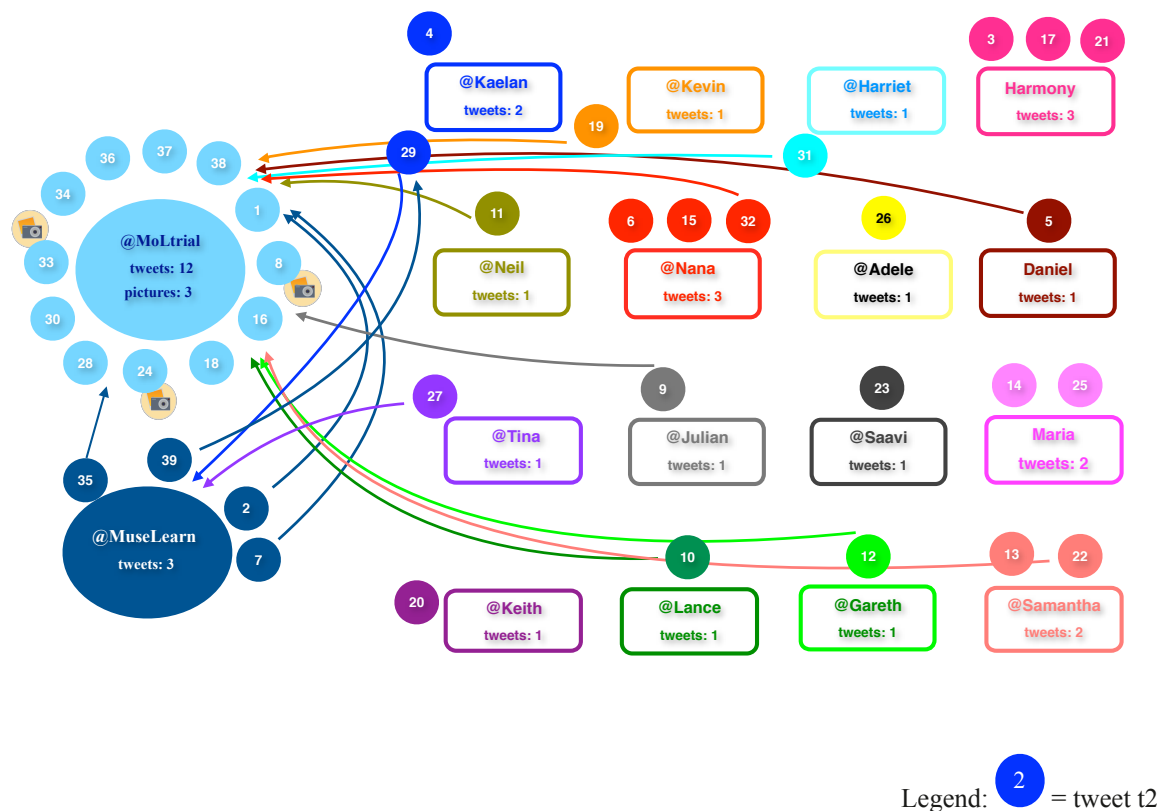 4
3 17 21
@Kaelan
tweets: 2
@Kevin
tweets: 1
@Harriet
tweets: 1
Harmony
tweets: 3
19
29
31
36 37 38
34
1
11
6 15 32
26
5
@MoLtrial
tweets: 12
pictures: 3
33
8
@Neil
tweets: 1
@Nana
tweets: 3
@Adele
tweets: 1
Daniel
tweets: 1
30
16
28 24 18
27
9
23
14 25
@Tina
tweets: 1
@Julian
tweets: 1
@Saavi
tweets: 1
Maria
tweets: 2
39
35
2
@MuseLearn
tweets: 3
7
10
12
13 22
20
@Keith
tweets: 1
@Lance
tweets: 1
@Gareth
tweets: 1
@Samantha
tweets: 2
Legend: 2 = tweet t2